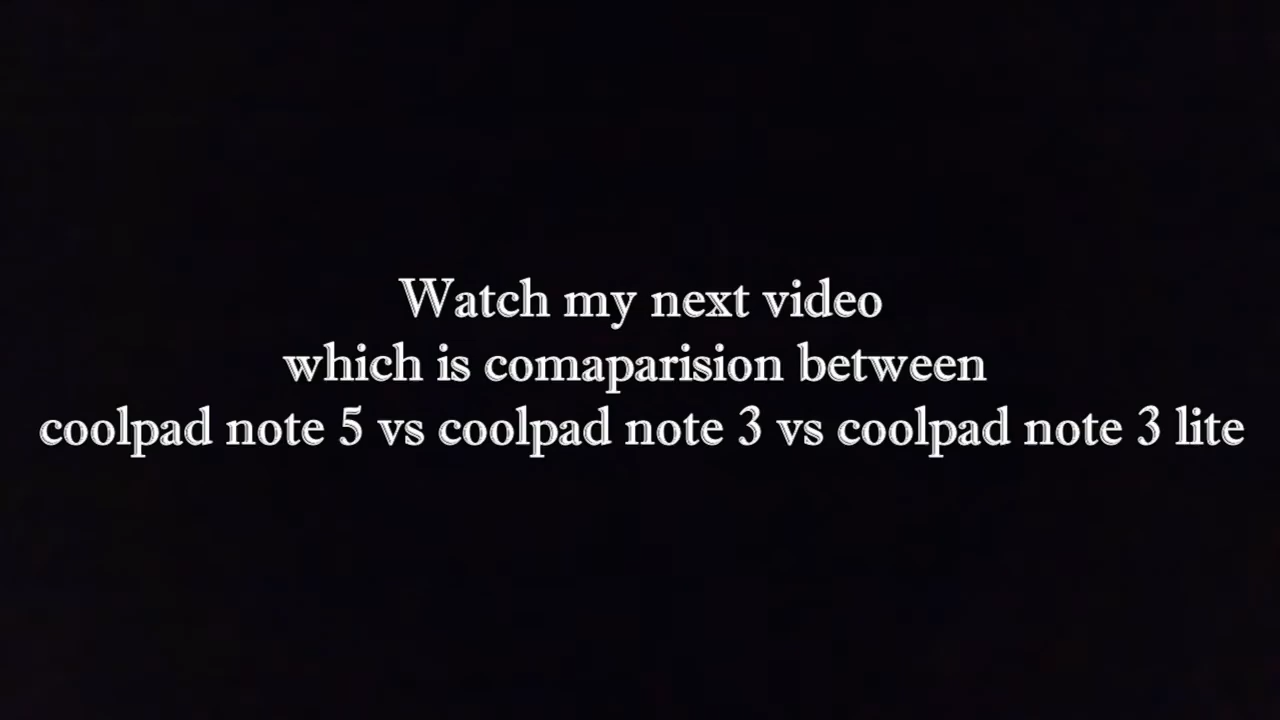 Watch my next video
which is comaparision between
coolpad note 5 vs coolpad note 3 vs coolpad note 3 lite